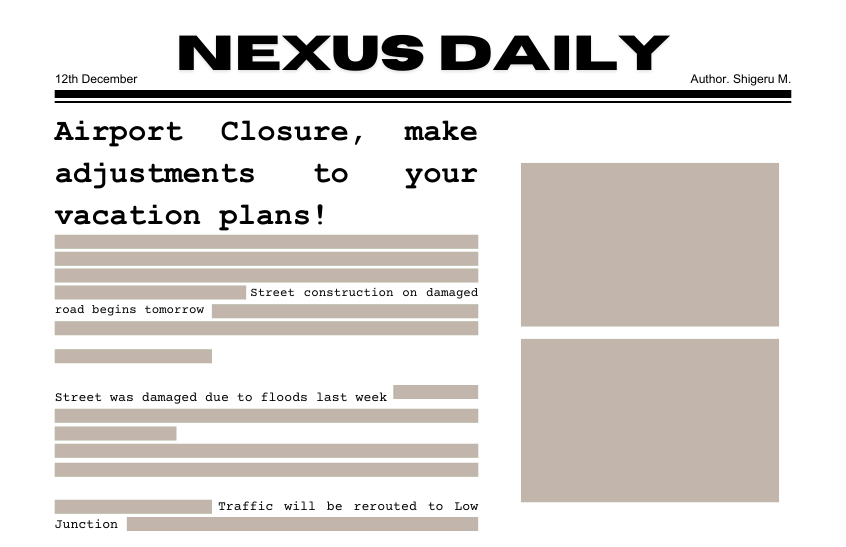 NEXUS DAILY
12th December
Author. Shigeru M.
Airport Closure, make
adjustments to your
vacation plans!
Street construction on damaged
road begins tomorrow
Street was damaged due to floods last week
Traffic will be rerouted to Low
Junction